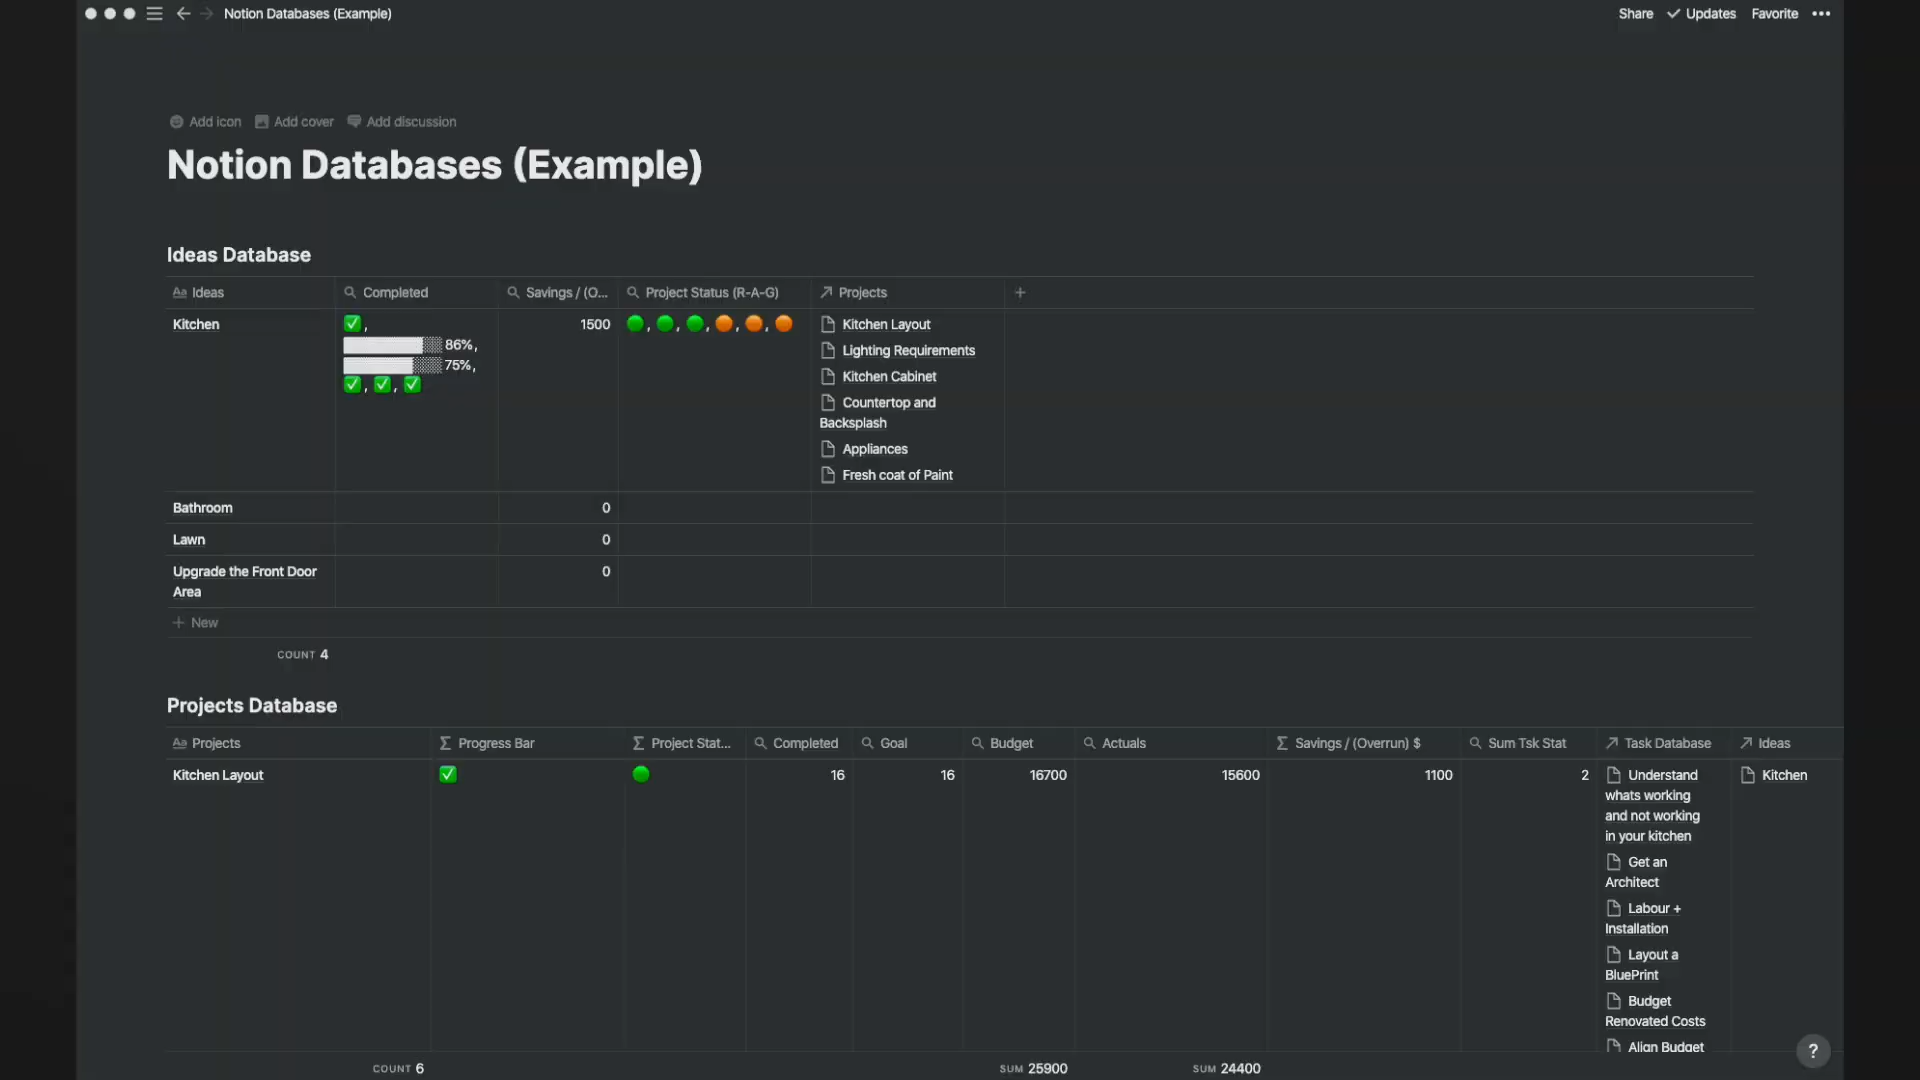 Notion Databases (Example)
Share
Updates
Favorite
Add icon
Add cover
Add discussion
Notion Databases (Example)
Ideas Database
Aa Ideas
Completed
Savings / (O...
Project Status (R-A-G)
Projects
Kitchen
86%,
75%,
1500
Kitchen Layout
Lighting Requirements
Kitchen Cabinet
Countertop and
Backsplash
Appliances
Fresh coat of Paint
Bathroom
0
Lawn
0
Upgrade the Front Door
Area
0
New
COUNT 4
Projects Database
Aa Projects
Σ Progress Bar
Σ Project Stat...
Completed
Goal
Budget
Actuals
Σ Savings / (Overrun) $
Sum Tsk Stat
Task Database
Ideas
Kitchen Layout
16
16
16700
15600
1100
2
Understand
whats working
and not working
in your kitchen
Get an
Architect
Labour +
Installation
Layout a
BluePrint
Budget
Renovated Costs
Align Budget
Kitchen
COUNT 6
SUM 25900
SUM 24400
?